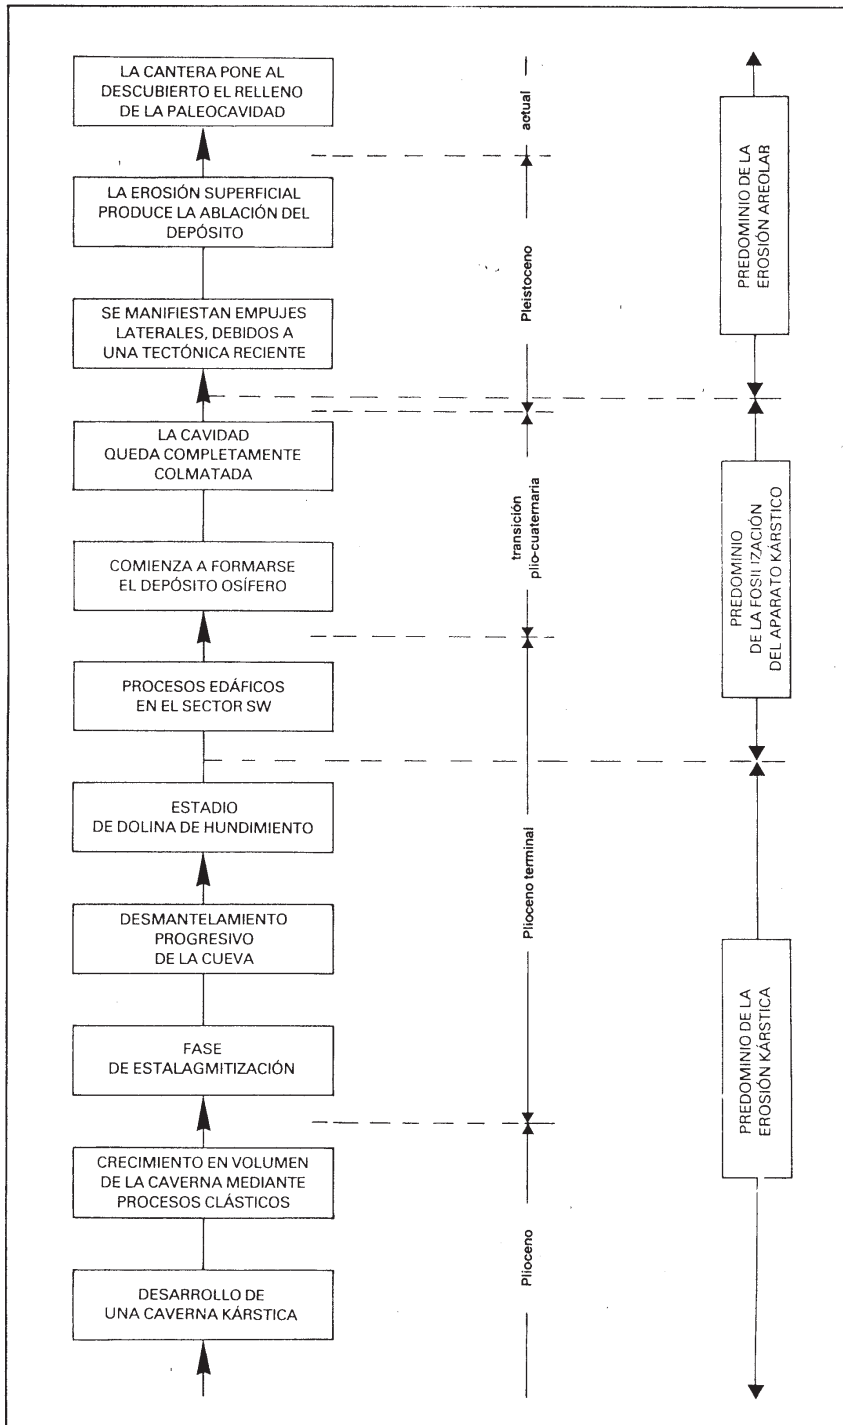 LA CANTERA PONE AL
DESCUBIERTO EL RELLENO
DE LA PALEOCAVIDAD
LA EROSIÓN SUPERFICIAL
PRODUCE LA ABLACIÓN DEL
DEPÓSITO
SE MANIFIESTAN EMPUJES
LATERALES, DEBIDOS A
UNA TECTÓNICA RECIENTE
LA CAVIDAD
QUEDA COMPLETAMENTE
COLMATADA
COMIENZA A FORMARSE
EL DEPÓSITO OSÍFERO
PROCESOS EDÁFICOS
EN EL SECTOR SW
ESTADIO
DE DOLINA DE HUNDIMIENTO
DESMANTELAMIENTO
PROGRESIVO
DE LA CUEVA
FASE
DE ESTALAGMITIZACIÓN
CRECIMIENTO EN VOLUMEN
DE LA CAVERNA MEDIANTE
PROCESOS CLÁSTICOS
DESARROLLO DE
UNA CAVERNA KÁRSTICA
actual
Pleistoceno
transición
plio-cuaternaria
Plioceno terminal
Plioceno
PREDOMINIO DE LA
EROSIÓN AREOLAR
PREDOMINIO
DE LA FOSILIZACIÓN
DEL APARATO KÁRSTICO
PREDOMINIO DE LA
EROSIÓN KÁRSTICA